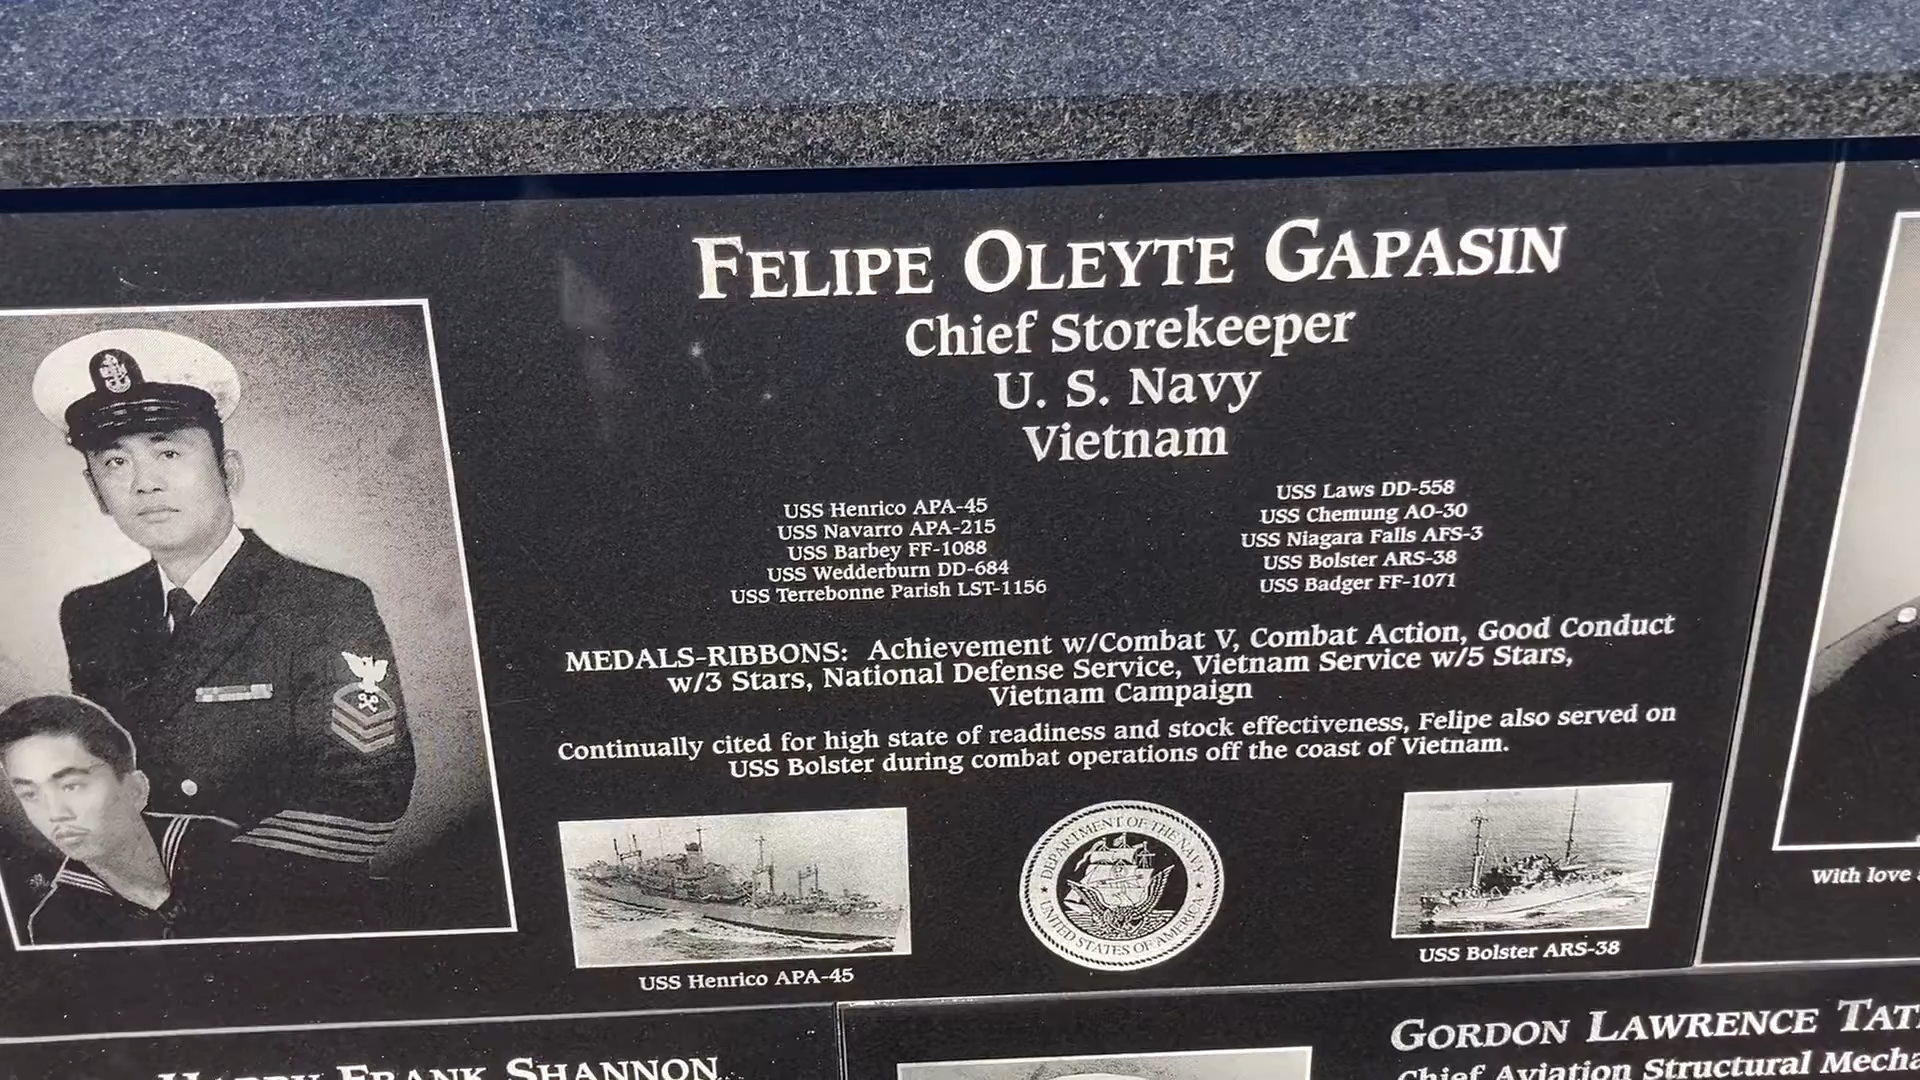 FELIPE OLEYTE GAPASIN
Chief Storekeeper
U. S. Navy
Vietnam
USS Henrico APA-45
USS Navarro APA-215
USS Barbey FF-1088
USS Wedderburn DD-684
USS Terrebonne Parish LST-1156
USS Laws DD-558
USS Chemung AO-30
USS Niagara Falls AFS-3
USS Bolster ARS-38
USS Badger FF-1071
MEDALS-RIBBONS: Achievement w/Combat V, Combat Action, Good Conduct
w/3 Stars, National Defense Service, Vietnam Service w/5 Stars,
Vietnam Campaign
Continually cited for high state of readiness and stock effectiveness, Felipe also served on
USS Bolster during combat operations off the coast of Vietnam.
DEPARTMENT OF THE NAVY
UNITED STATES OF AMERICA
USS Henrico APA-45
USS Bolster ARS-38
With love
FRANK SHANNON
GORDON LAWRENCE
Chief Aviation Structural